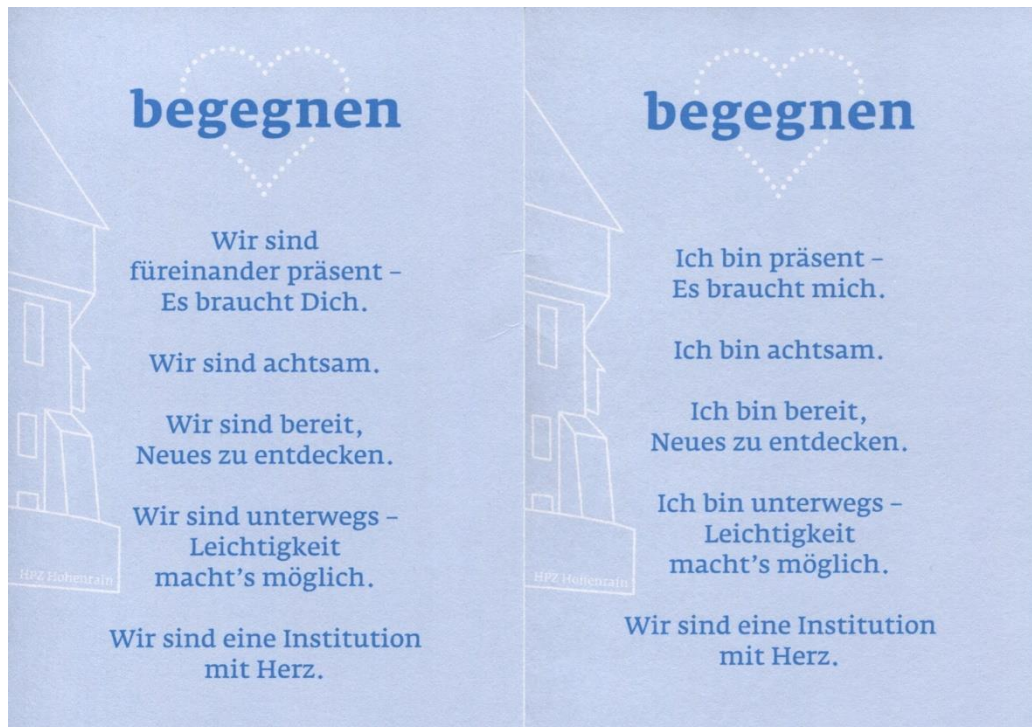 begegnen
Wir sind
füreinander präsent –
Es braucht Dich.
Wir sind achtsam.
Wir sind bereit,
Neues zu entdecken.
Wir sind unterwegs –
Leichtigkeit
macht's möglich.
Wir sind eine Institution
mit Herz.
HPZ Hohenrain
begegnen
Ich bin präsent –
Es braucht mich.
Ich bin achtsam.
Ich bin bereit,
Neues zu entdecken.
Ich bin unterwegs –
Leichtigkeit
macht's möglich.
Wir sind eine Institution
mit Herz.
HPZ Hohenrain